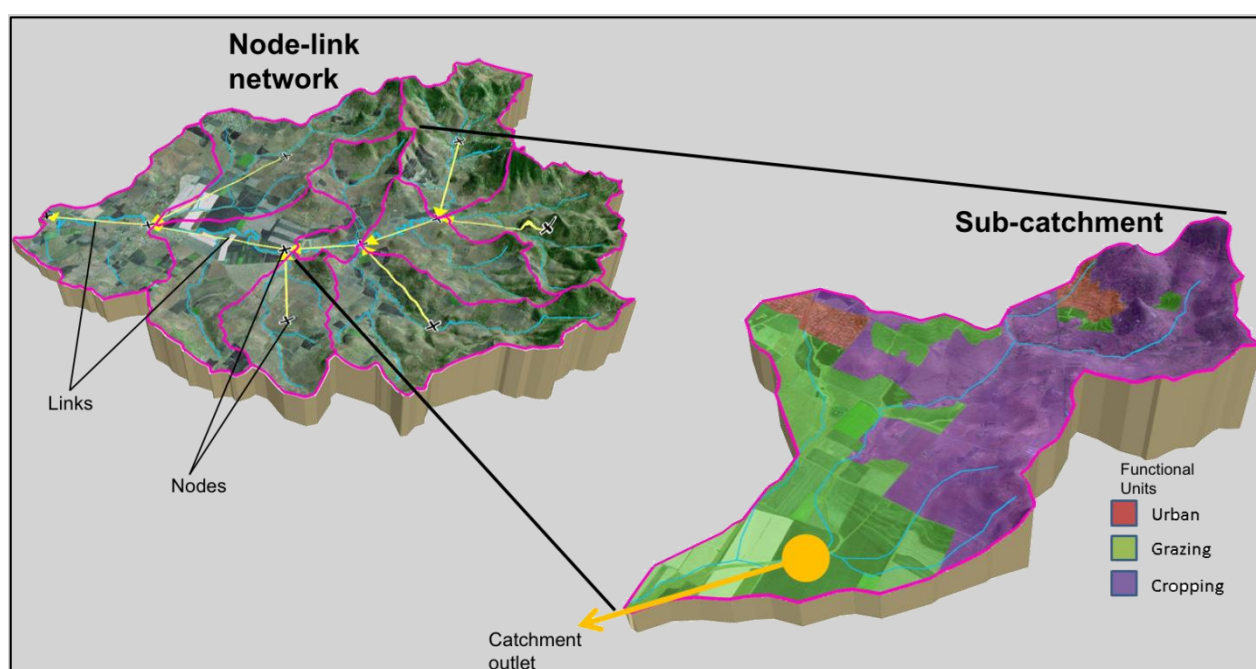 Node-link
network
Sub-catchment
Links
Nodes
Functional
Units
Urban
Grazing
Cropping
Catchment
outlet